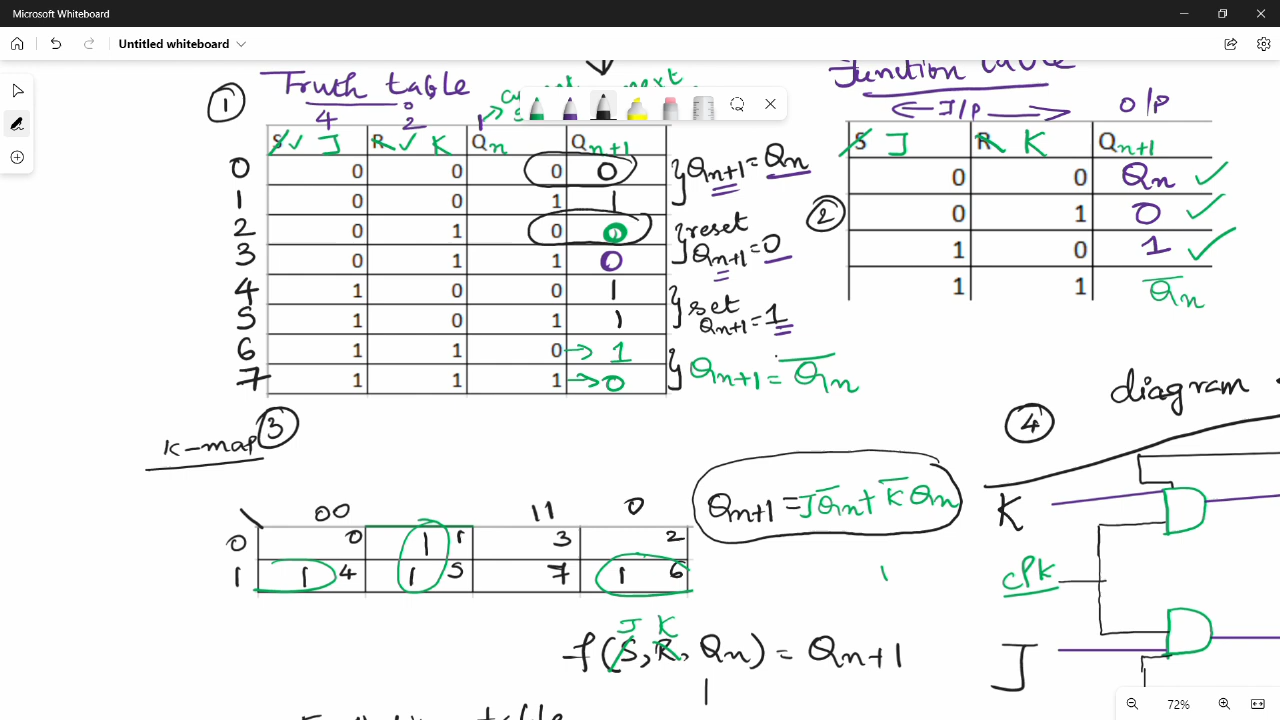 Microsoft Whiteboard
Untitled whiteboard
① Truth table
next
4 2 1
S J R K Qn Qn+1
0 0 0 0 0
1 0 0 1 1
2 0 1 0 0
3 0 1 1 0
4 1 0 0 1
5 1 0 1 1
6 1 1 0 → 1
7 1 1 1 → 0
} Qn+1 = Qn
} reset
Qn+1 = 0
} set
Qn+1 = 1
} Qn+1 = Q̅n
Function table
← I/P → O/P
S J R K Qn+1
0 0 Qn ✓
② 0 1 0 ✓
1 0 1 ✓
1 1 Q̅n
K-map ③
00 11 0
0 0 1 1 3 2
1 1 4 1 5 7 1 6
Qn+1 = JQ̅n + K̅Qn
J K
f(S, R, Qn) = Qn+1
④ diagram
K
clk
J
72%